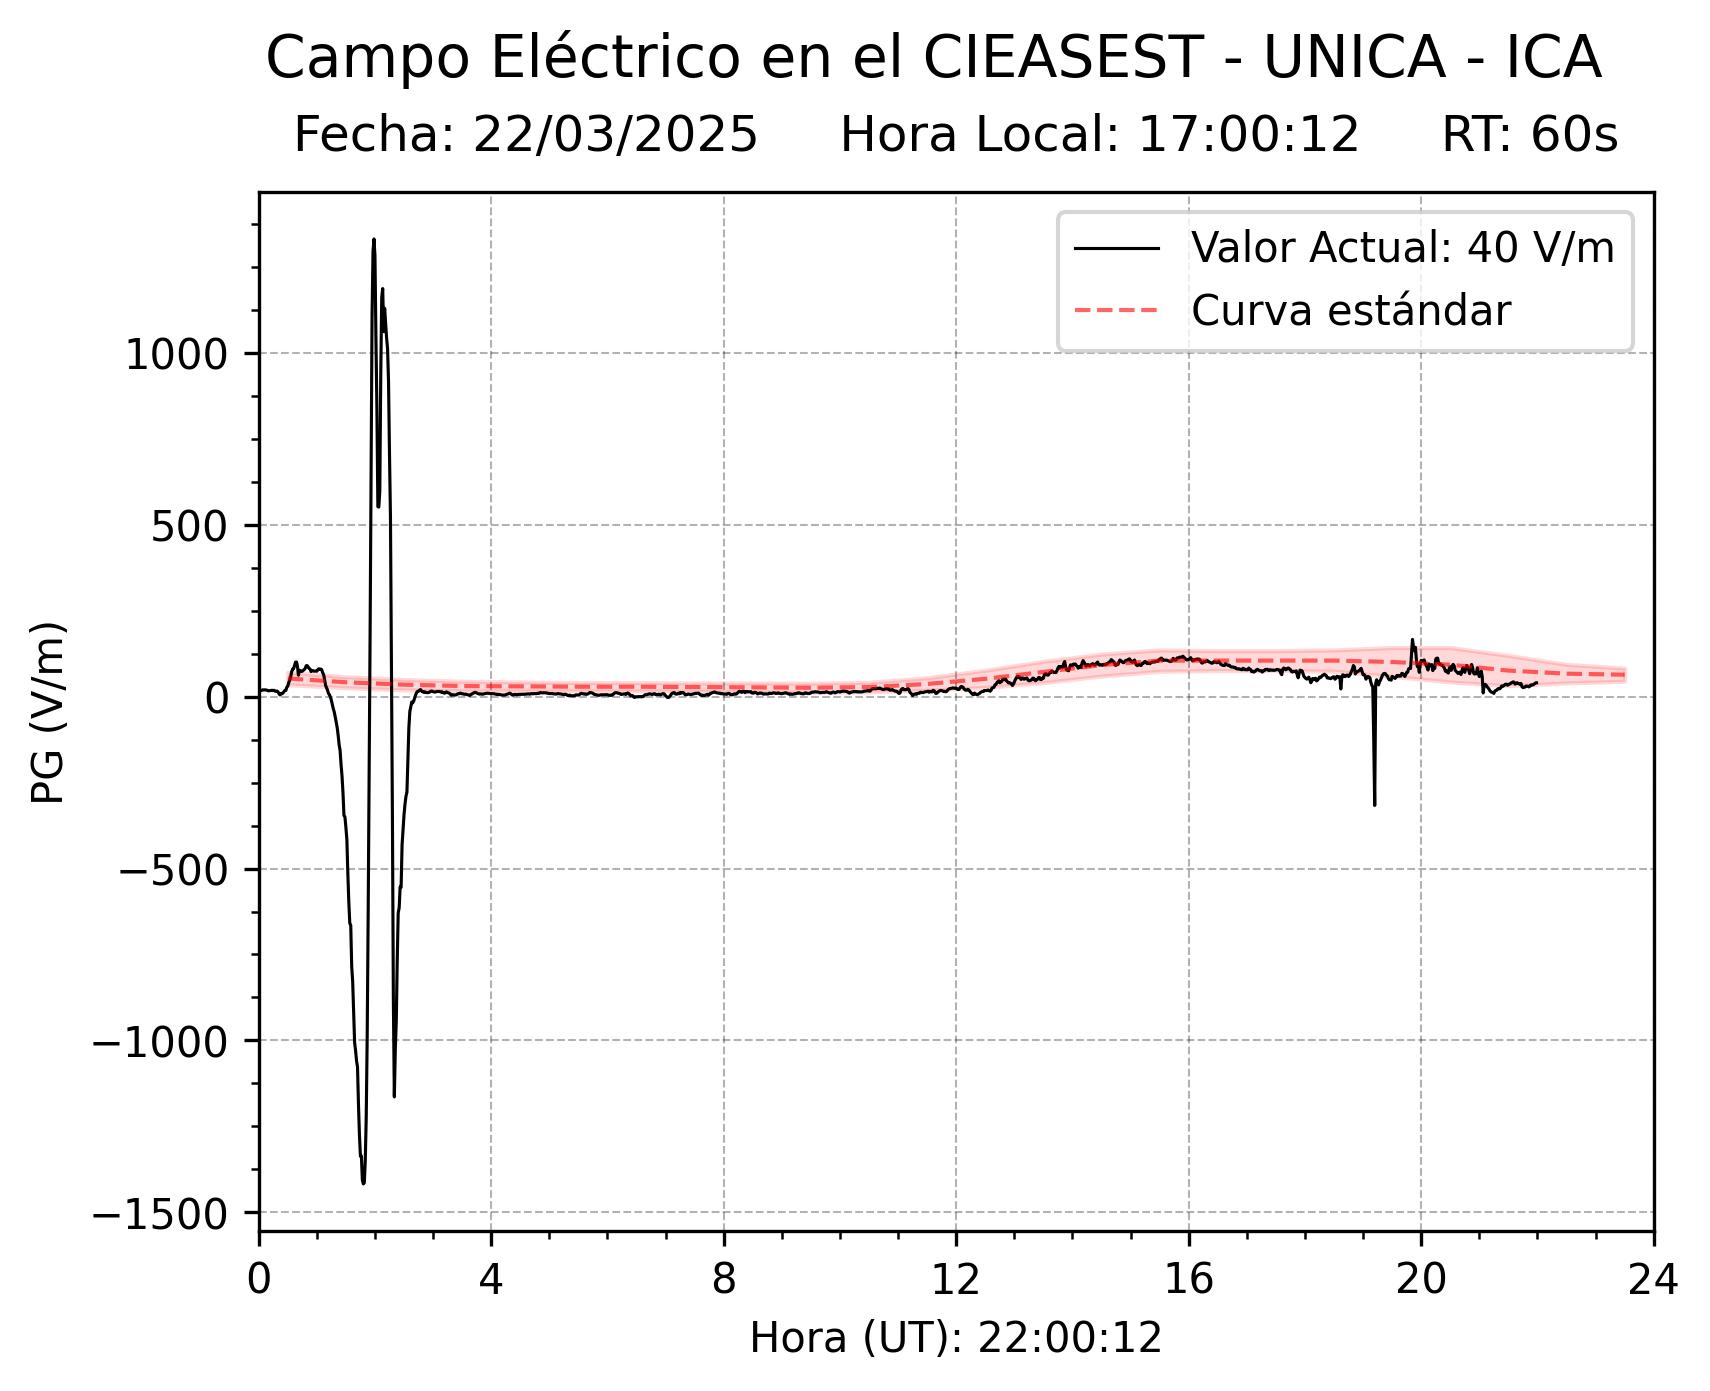 Campo Eléctrico en el CIEASEST - UNICA - ICA
Fecha: 22/03/2025 Hora Local: 17:00:12 RT: 60s
Valor Actual: 40 V/m
Curva estándar
1000
500
0
−500
−1000
−1500
PG (V/m)
0 4 8 12 16 20 24
Hora (UT): 22:00:12